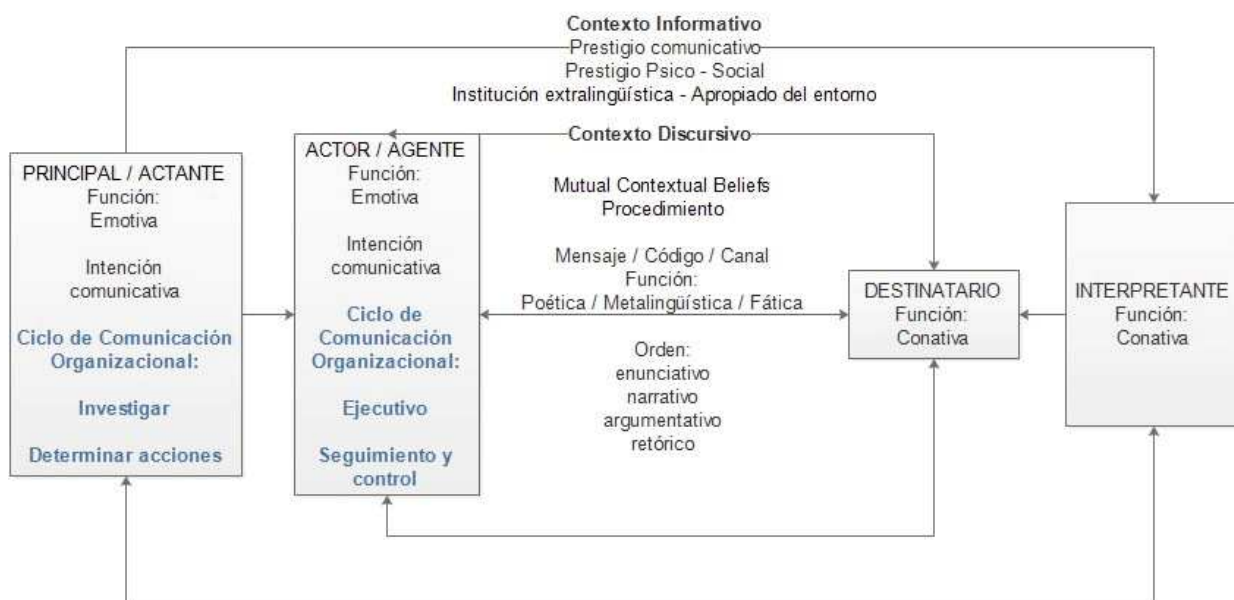 Contexto Informativo
Prestigio comunicativo
Prestigio Psico - Social
Institución extralingüística - Apropiado del entorno
Contexto Discursivo
PRINCIPAL / ACTANTE
Función:
Emotiva
Intención
comunicativa
Ciclo de Comunicación
Organizacional:
Investigar
Determinar acciones
ACTOR / AGENTE
Función:
Emotiva
Intención
comunicativa
Ciclo de
Comunicación
Organizacional:
Ejecutivo
Seguimiento y
control
Mutual Contextual Beliefs
Procedimiento
Mensaje / Código / Canal
Función:
Poética / Metalingüística / Fática
Orden:
enunciativo
narrativo
argumentativo
retórico
DESTINATARIO
Función:
Conativa
INTERPRETANTE
Función:
Conativa